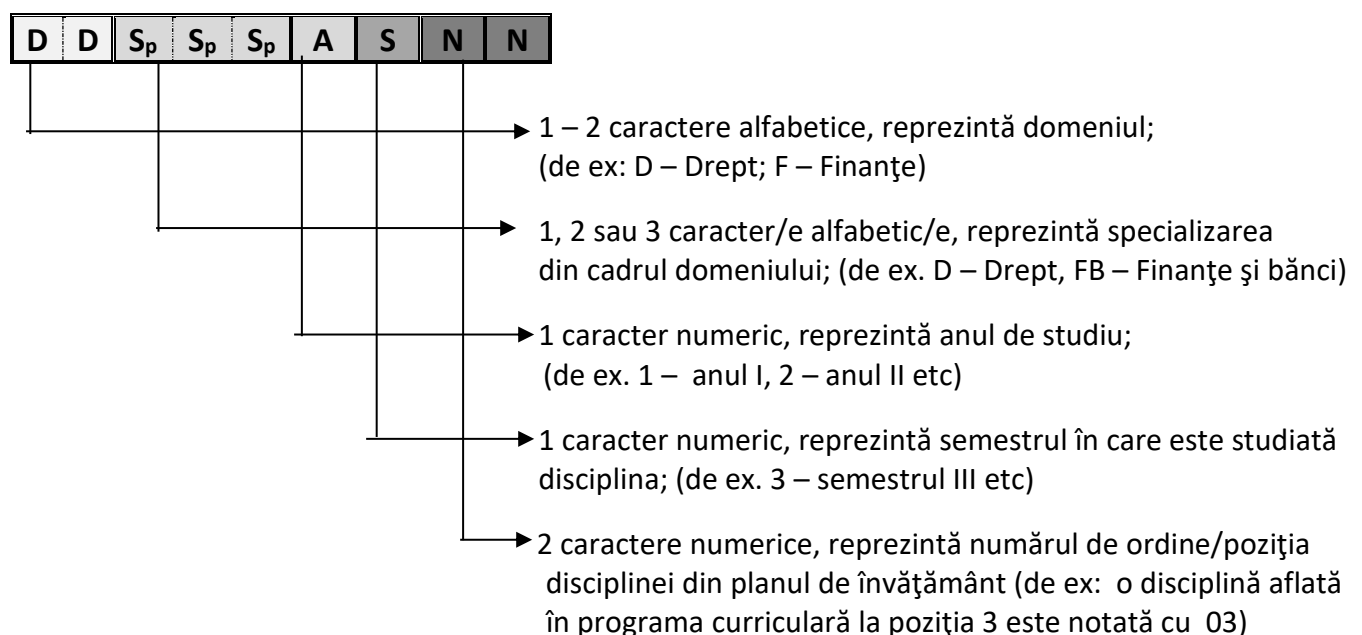 D D Sp Sp Sp A S N N
1 – 2 caractere alfabetice, reprezintă domeniul;
(de ex: D – Drept; F – Finanţe)
1, 2 sau 3 caracter/e alfabetic/e, reprezintă specializarea
din cadrul domeniului; (de ex. D – Drept, FB – Finanţe şi bănci)
1 caracter numeric, reprezintă anul de studiu;
(de ex. 1 – anul I, 2 – anul II etc)
1 caracter numeric, reprezintă semestrul în care este studiată
disciplina; (de ex. 3 – semestrul III etc)
2 caractere numerice, reprezintă numărul de ordine/poziţia
disciplinei din planul de învăţământ (de ex: o disciplină aflată
în programa curriculară la poziţia 3 este notată cu 03)